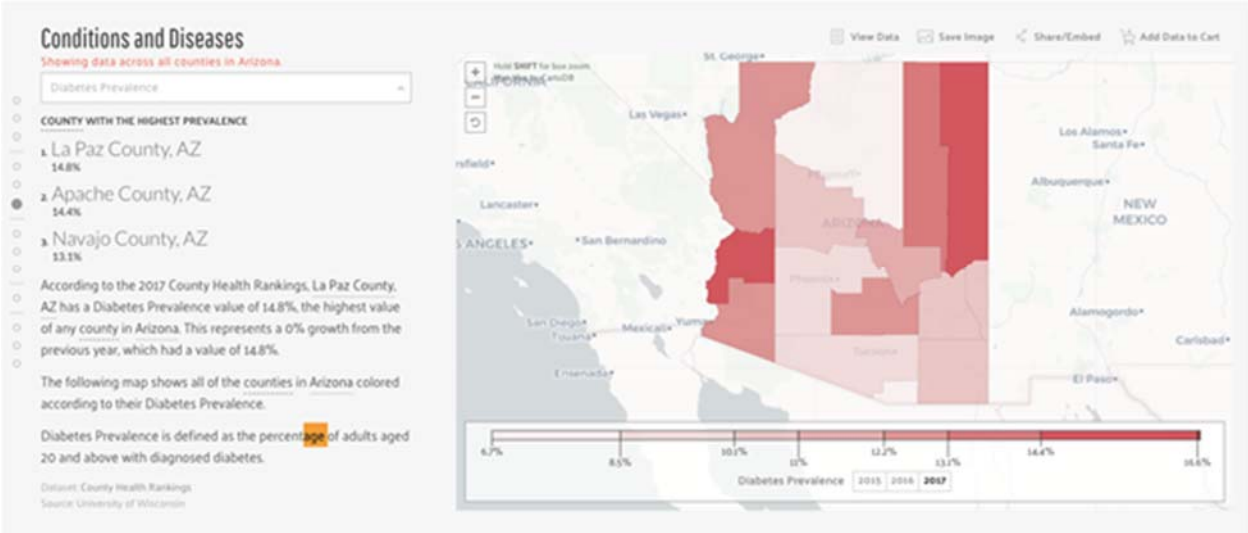 Conditions and Diseases
Showing data across all counties in Arizona.
Diabetes Prevalence
COUNTY WITH THE HIGHEST PREVALENCE
1. La Paz County, AZ
14.8%
2. Apache County, AZ
14.4%
3. Navajo County, AZ
13.1%
According to the 2017 County Health Rankings, La Paz County,
AZ has a Diabetes Prevalence value of 14.8%, the highest value
of any county in Arizona. This represents a 0% growth from the
previous year, which had a value of 14.8%.
The following map shows all of the counties in Arizona colored
according to their Diabetes Prevalence.
Diabetes Prevalence is defined as the percentage of adults aged
20 and above with diagnosed diabetes.
Dataset: County Health Rankings
Source: University of Wisconsin
View Data
Save Image
Share/Embed
Add Data to Cart
Hold SHIFT for box zoom
CALIFORNIA
St. George
Las Vegas
rsfield
Lancaster
S ANGELES
San Bernardino
San Diego
Tijuana
Mexicali
Yuma
Ensenada
ARIZONA
Phoenix
Tucson
Los Alamos
Santa Fe
Albuquerque
NEW
MEXICO
Alamogordo
Carlsbad
El Paso
6.7% 8.5% 10.1% 11% 12.2% 13.1% 14.4% 16.6%
Diabetes Prevalence 2015 2016 2017